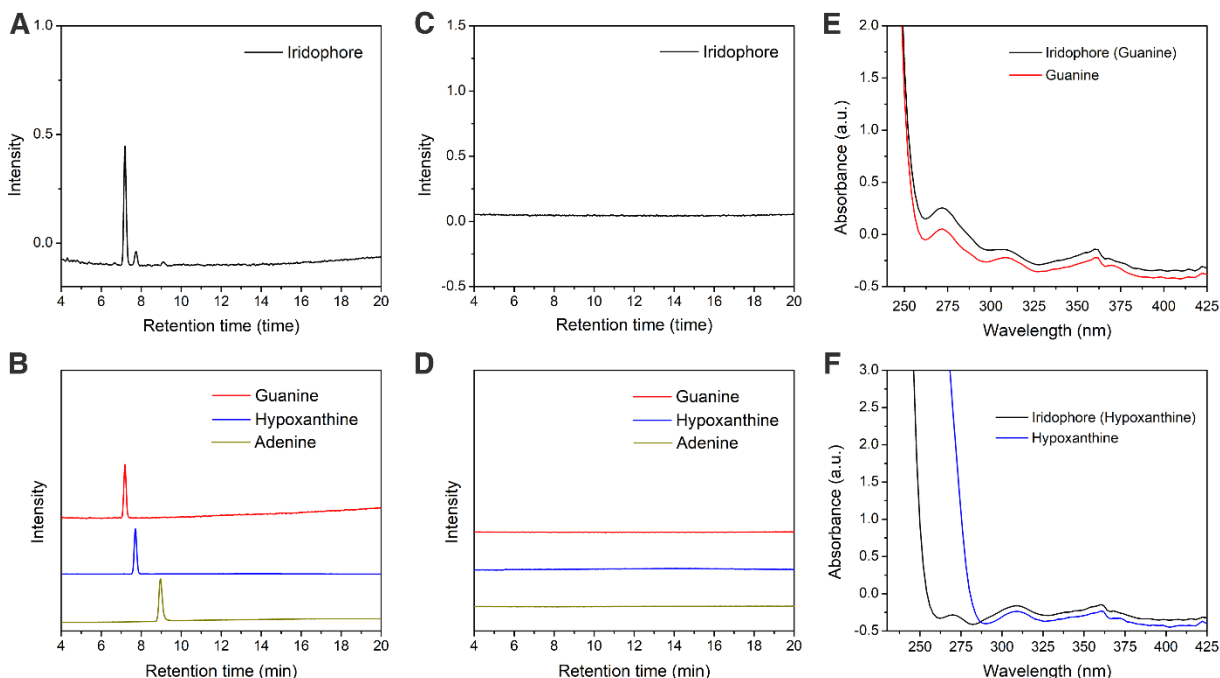 A
1.0
0.5
0.0
Intensity
Iridophore
4 6 8 10 12 14 16 18 20
Retention time (time)
B
Intensity
Guanine
Hypoxanthine
Adenine
4 6 8 10 12 14 16 18 20
Retention time (min)
C
1.5
1.0
0.5
0.0
-0.5
Intensity
Iridophore
4 6 8 10 12 14 16 18 20
Retention time (time)
D
Intensity
Guanine
Hypoxanthine
Adenine
4 6 8 10 12 14 16 18 20
Retention time (min)
E
2.0
1.5
1.0
0.5
0.0
-0.5
Absorbance (a.u.)
Iridophore (Guanine)
Guanine
250 275 300 325 350 375 400 425
Wavelength (nm)
F
3.0
2.5
2.0
1.5
1.0
0.5
0.0
-0.5
Absorbance (a.u.)
Iridophore (Hypoxanthine)
Hypoxanthine
250 275 300 325 350 375 400 425
Wavelength (nm)